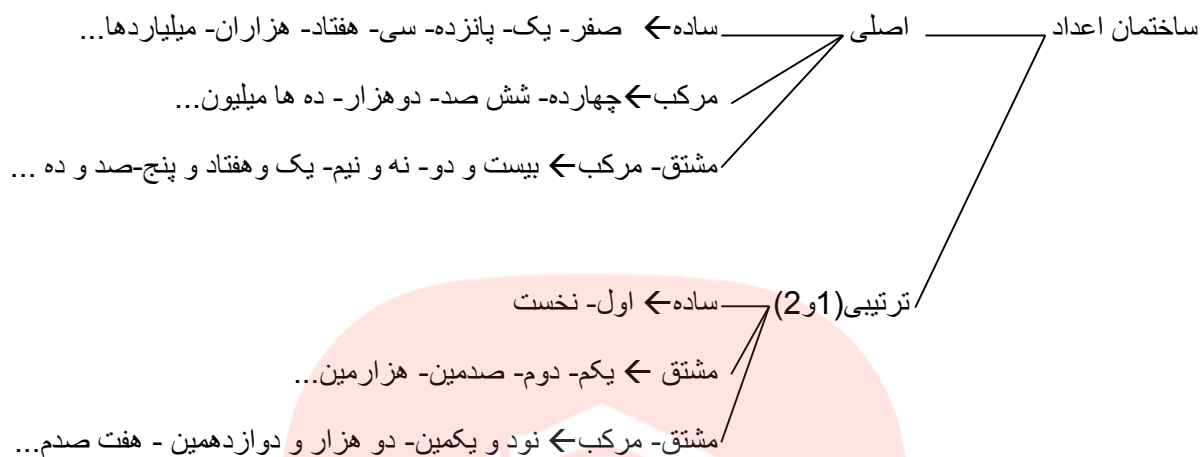 ساختمان اعداد اصلی ساده← صفر- یک- پانزده- سی- هفتاد- هزاران- میلیاردها...
مرکب←چهارده- شش صد- دوهزار- ده ها میلیون...
مشتق- مرکب← بیست و دو- نه و نیم- یک وهفتاد و پنج-صد و ده ...
ترتیبی(1و2) ساده← اول- نخست
مشتق ← یکم- دوم- صدمین- هزارمین...
مشتق- مرکب← نود و یکمین- دو هزار و دوازدهمین - هفت صدم...